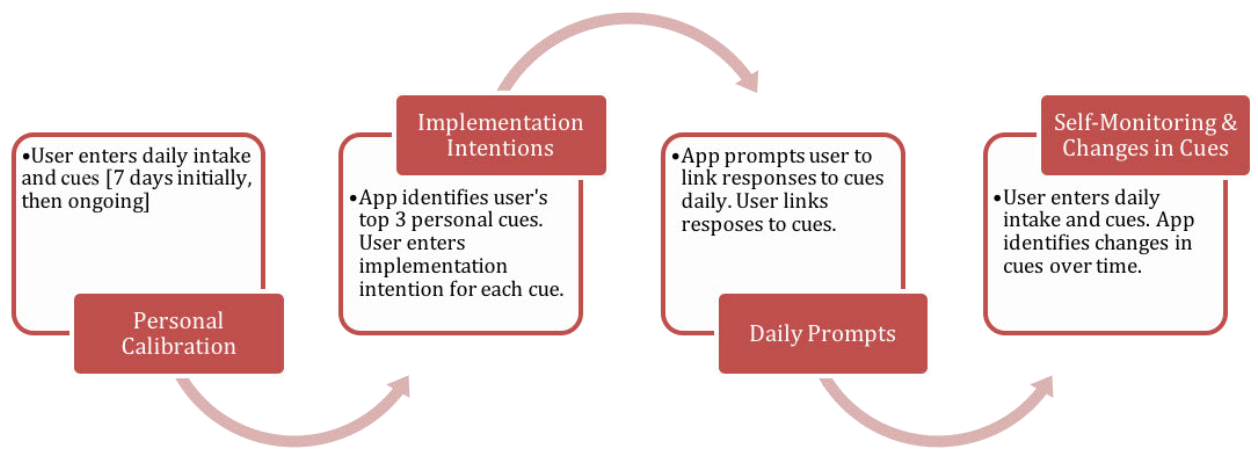 •User enters daily intake
and cues [7 days initially,
then ongoing]
Personal
Calibration
Implementation
Intentions
•App identifies user's
top 3 personal cues.
User enters
implementation
intention for each cue.
•App prompts user to
link responses to cues
daily. User links
resposes to cues.
Daily Prompts
Self-Monitoring &
Changes in Cues
•User enters daily
intake and cues. App
identifies changes in
cues over time.